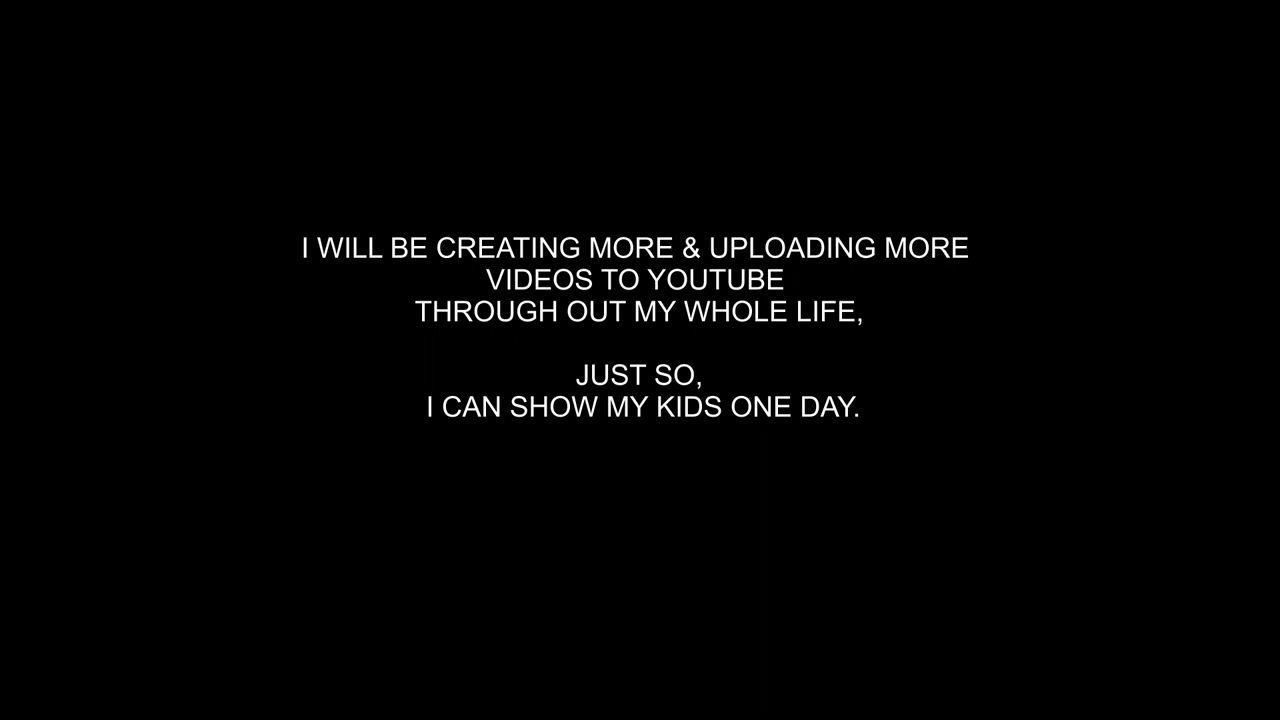 I WILL BE CREATING MORE & UPLOADING MORE
VIDEOS TO YOUTUBE
THROUGH OUT MY WHOLE LIFE,
JUST SO,
I CAN SHOW MY KIDS ONE DAY.